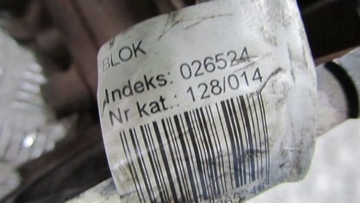 BLOK
Indeks: 026524
Nr kat.: 128/014